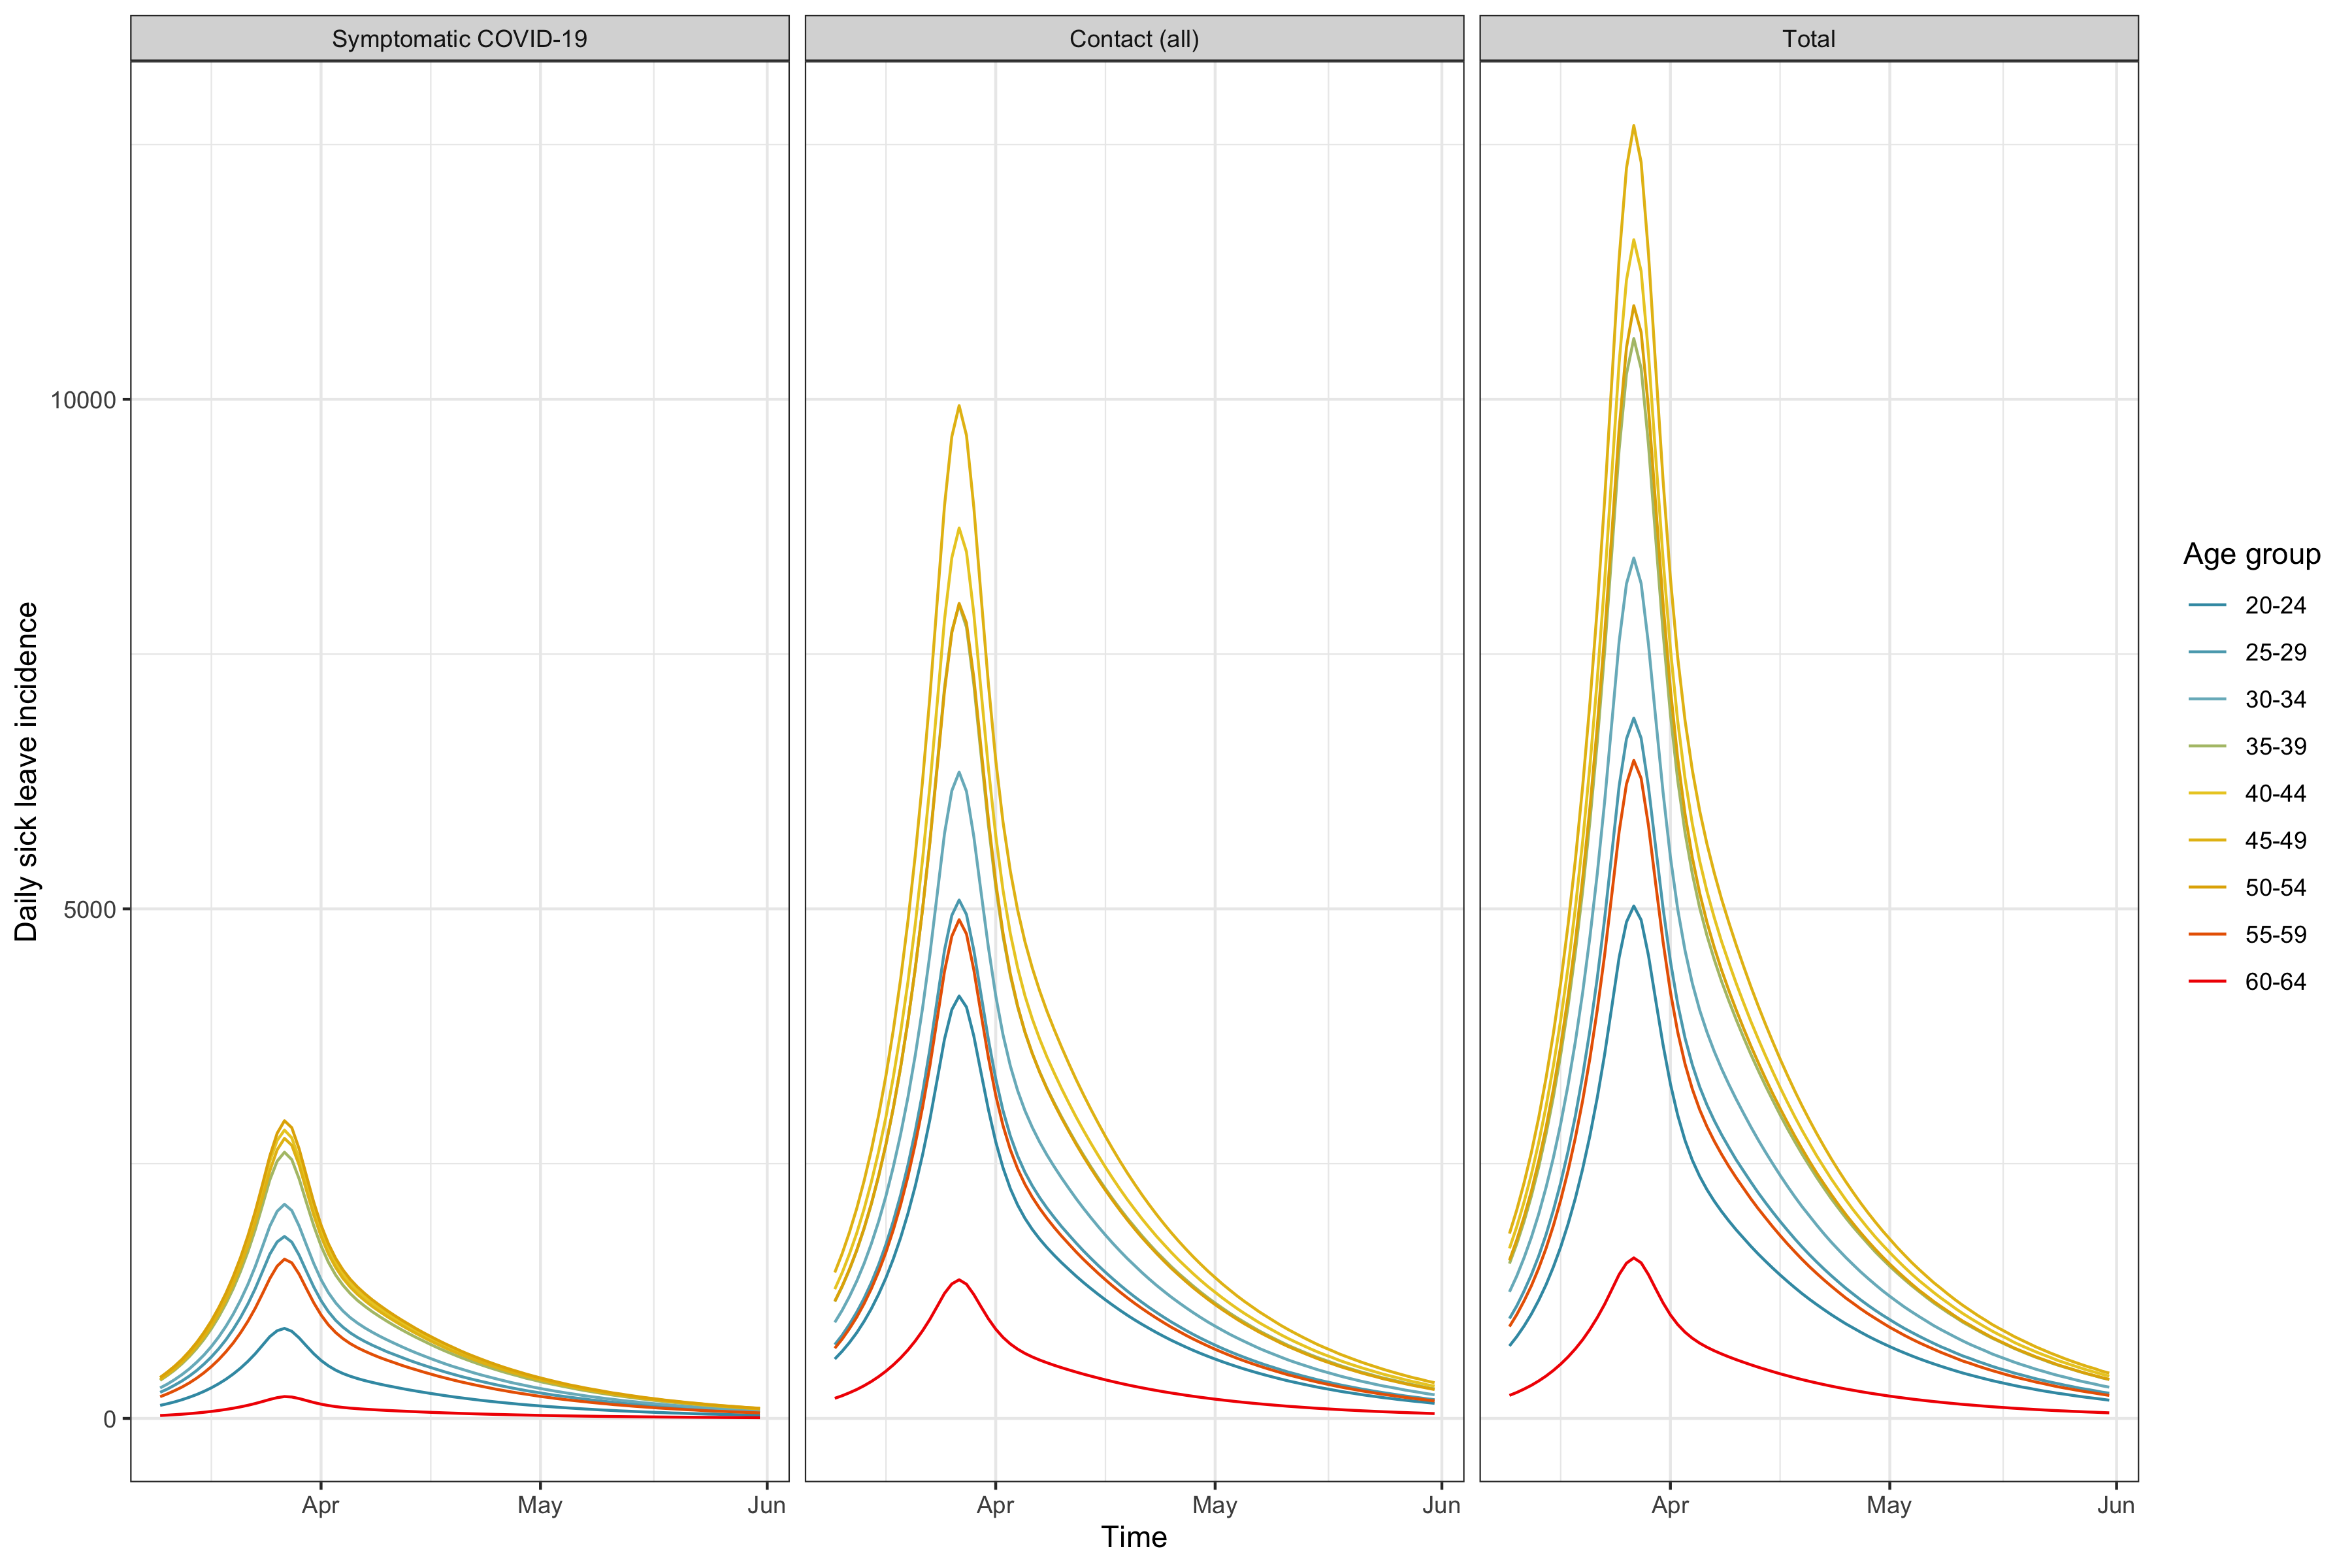 Symptomatic COVID-19
Contact (all)
Total
Daily sick leave incidence
10000
5000
0
Apr
May
Jun
Apr
May
Jun
Apr
May
Jun
Time
Age group
20-24
25-29
30-34
35-39
40-44
45-49
50-54
55-59
60-64